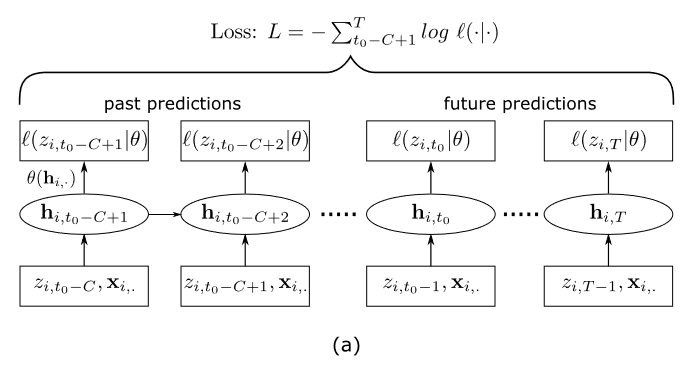 Loss: L = − ∑_{t₀−C+1}^{T} log ℓ(·|·)
past predictions future predictions
ℓ(z_{i,t₀−C+1}|θ) ℓ(z_{i,t₀−C+2}|θ) ℓ(z_{i,t₀}|θ) ℓ(z_{i,T}|θ)
θ(𝐡_{i,·})
𝐡_{i,t₀−C+1} 𝐡_{i,t₀−C+2} ..... 𝐡_{i,t₀} ..... 𝐡_{i,T}
z_{i,t₀−C}, 𝐱_{i,.} z_{i,t₀−C+1}, 𝐱_{i,.} z_{i,t₀−1}, 𝐱_{i,.} z_{i,T−1}, 𝐱_{i,.}
(a)